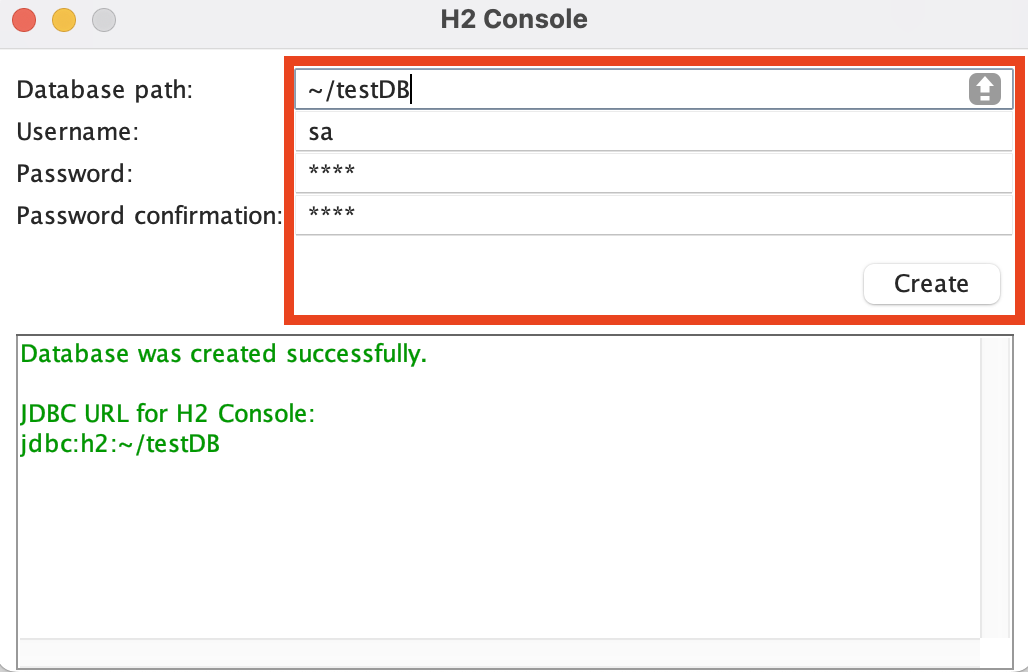 H2 Console
Database path: ~/testDB
Username: sa
Password: ****
Password confirmation: ****
Create
Database was created successfully.
JDBC URL for H2 Console:
jdbc:h2:~/testDB